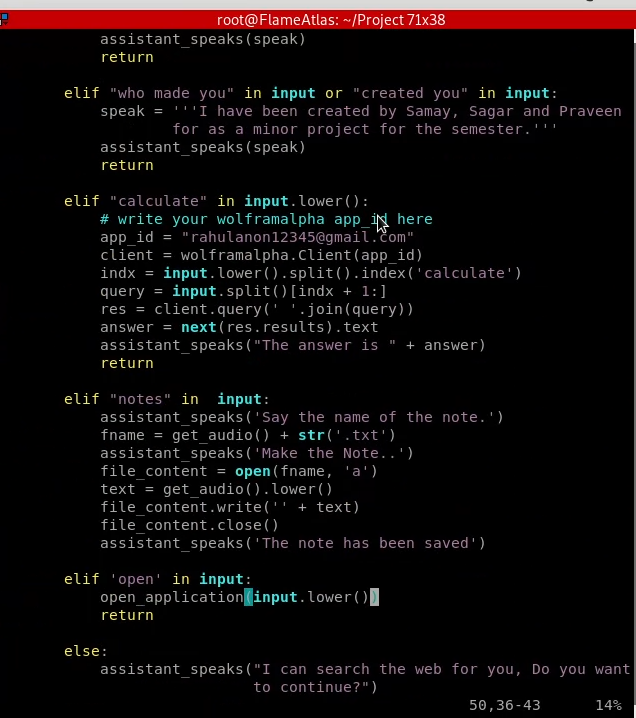 root@FlameAtlas: ~/Project 71x38
assistant_speaks(speak)
return
elif "who made you" in input or "created you" in input:
speak = '''I have been created by Samay, Sagar and Praveen
for as a minor project for the semester.'''
assistant_speaks(speak)
return
elif "calculate" in input.lower():
# write your wolframalpha app_id here
app_id = "rahulanon12345@gmail.com"
client = wolframalpha.Client(app_id)
indx = input.lower().split().index('calculate')
query = input.split()[indx + 1:]
res = client.query(' '.join(query))
answer = next(res.results).text
assistant_speaks("The answer is " + answer)
return
elif "notes" in  input:
assistant_speaks('Say the name of the note.')
fname = get_audio() + str('.txt')
assistant_speaks('Make the Note..')
file_content = open(fname, 'a')
text = get_audio().lower()
file_content.write('' + text)
file_content.close()
assistant_speaks('The note has been saved')
elif 'open' in input:
open_application(input.lower())
return
else:
assistant_speaks("I can search the web for you, Do you want
to continue?")
50,36-43 14%